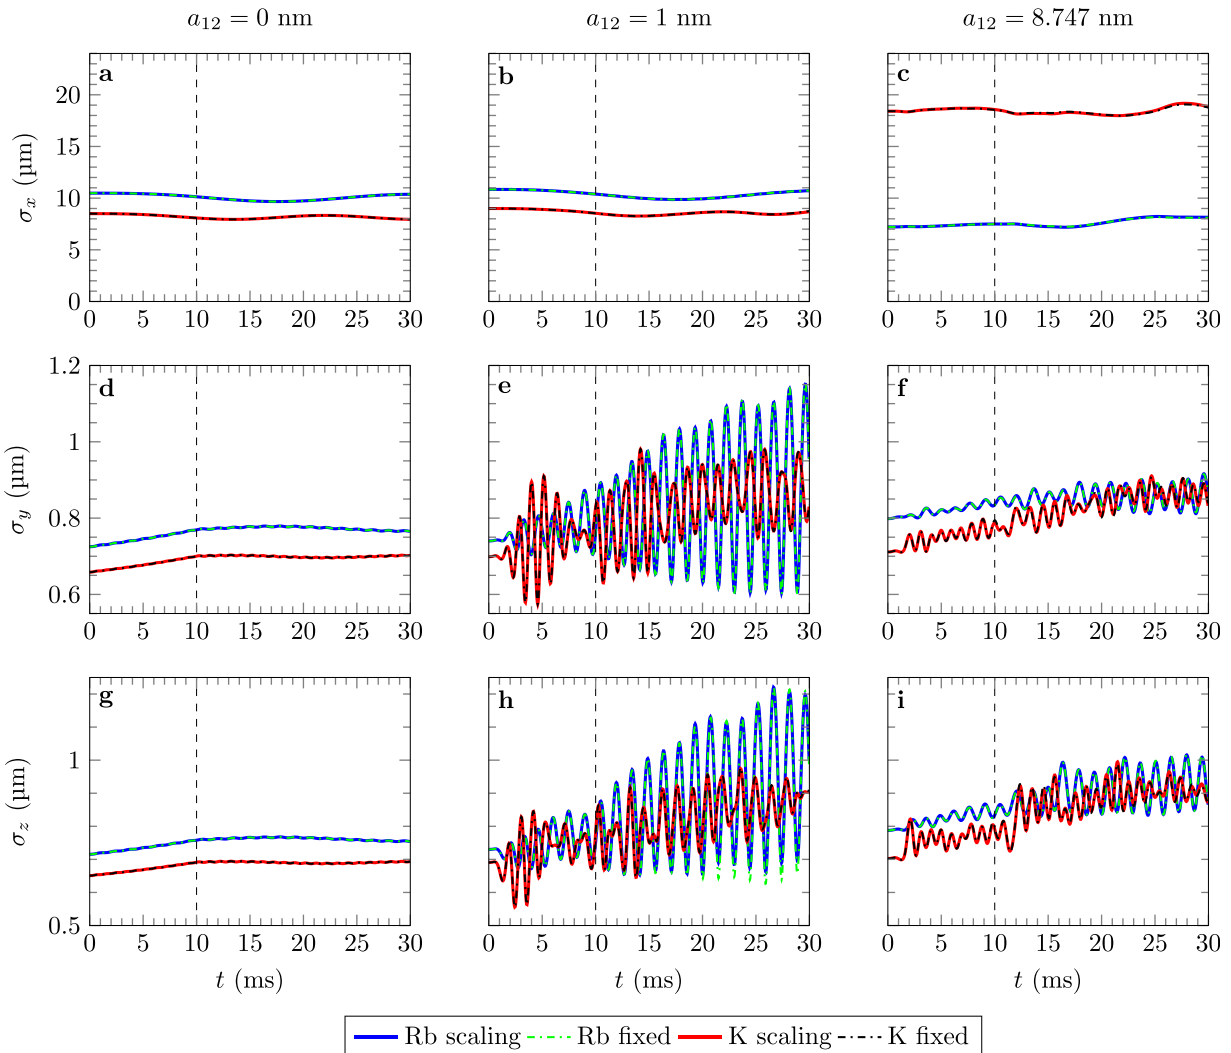 a₁₂ = 0 nm a₁₂ = 1 nm a₁₂ = 8.747 nm
a b c
20
15
10
5
0
σₓ (µm)
0 5 10 15 20 25 30 0 5 10 15 20 25 30 0 5 10 15 20 25 30
d e f
1.2
1
0.8
0.6
σ_y (µm)
0 5 10 15 20 25 30 0 5 10 15 20 25 30 0 5 10 15 20 25 30
g h i
1
0.5
σ_z (µm)
0 5 10 15 20 25 30 0 5 10 15 20 25 30 0 5 10 15 20 25 30
t (ms) t (ms) t (ms)
Rb scaling Rb fixed K scaling K fixed